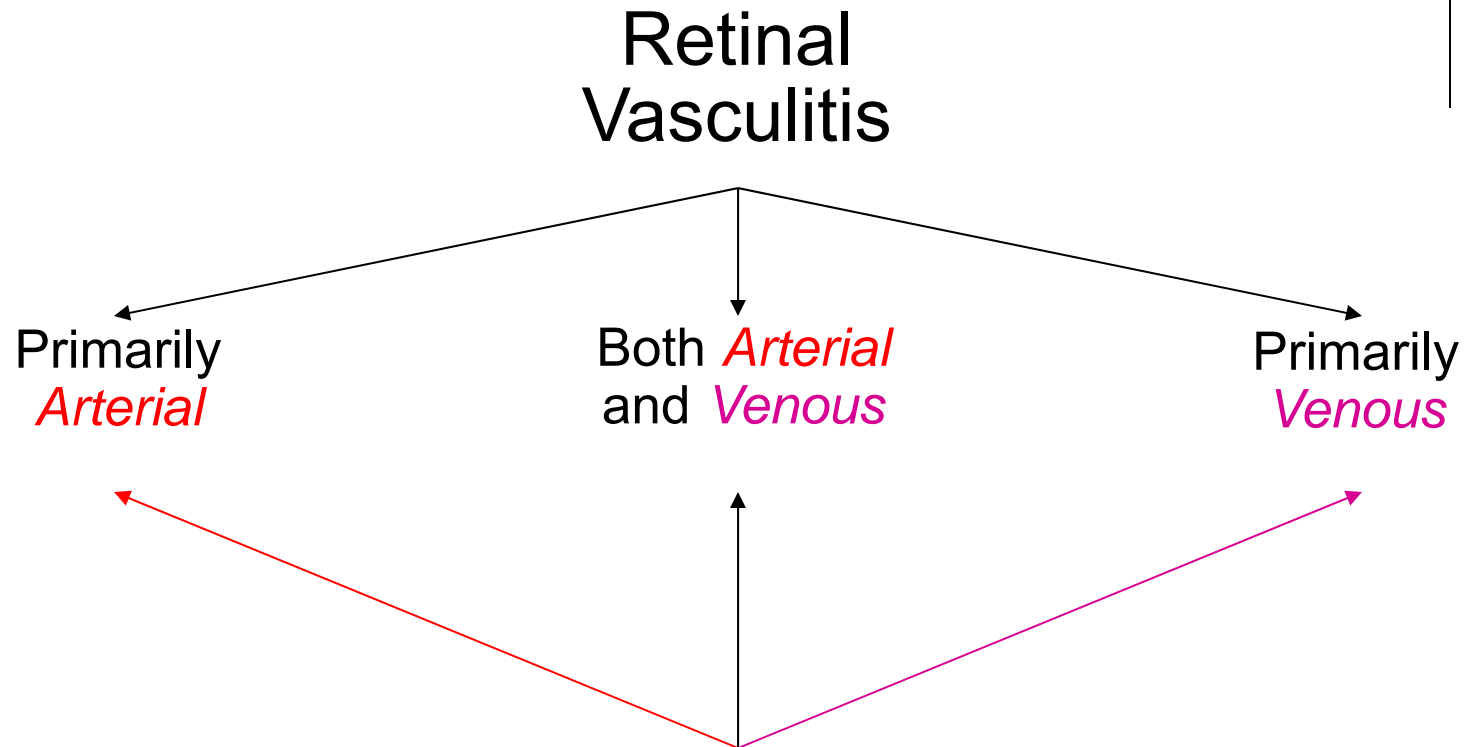 Retinal
Vasculitis
Primarily
Arterial
Both Arterial
and Venous
Primarily
Venous